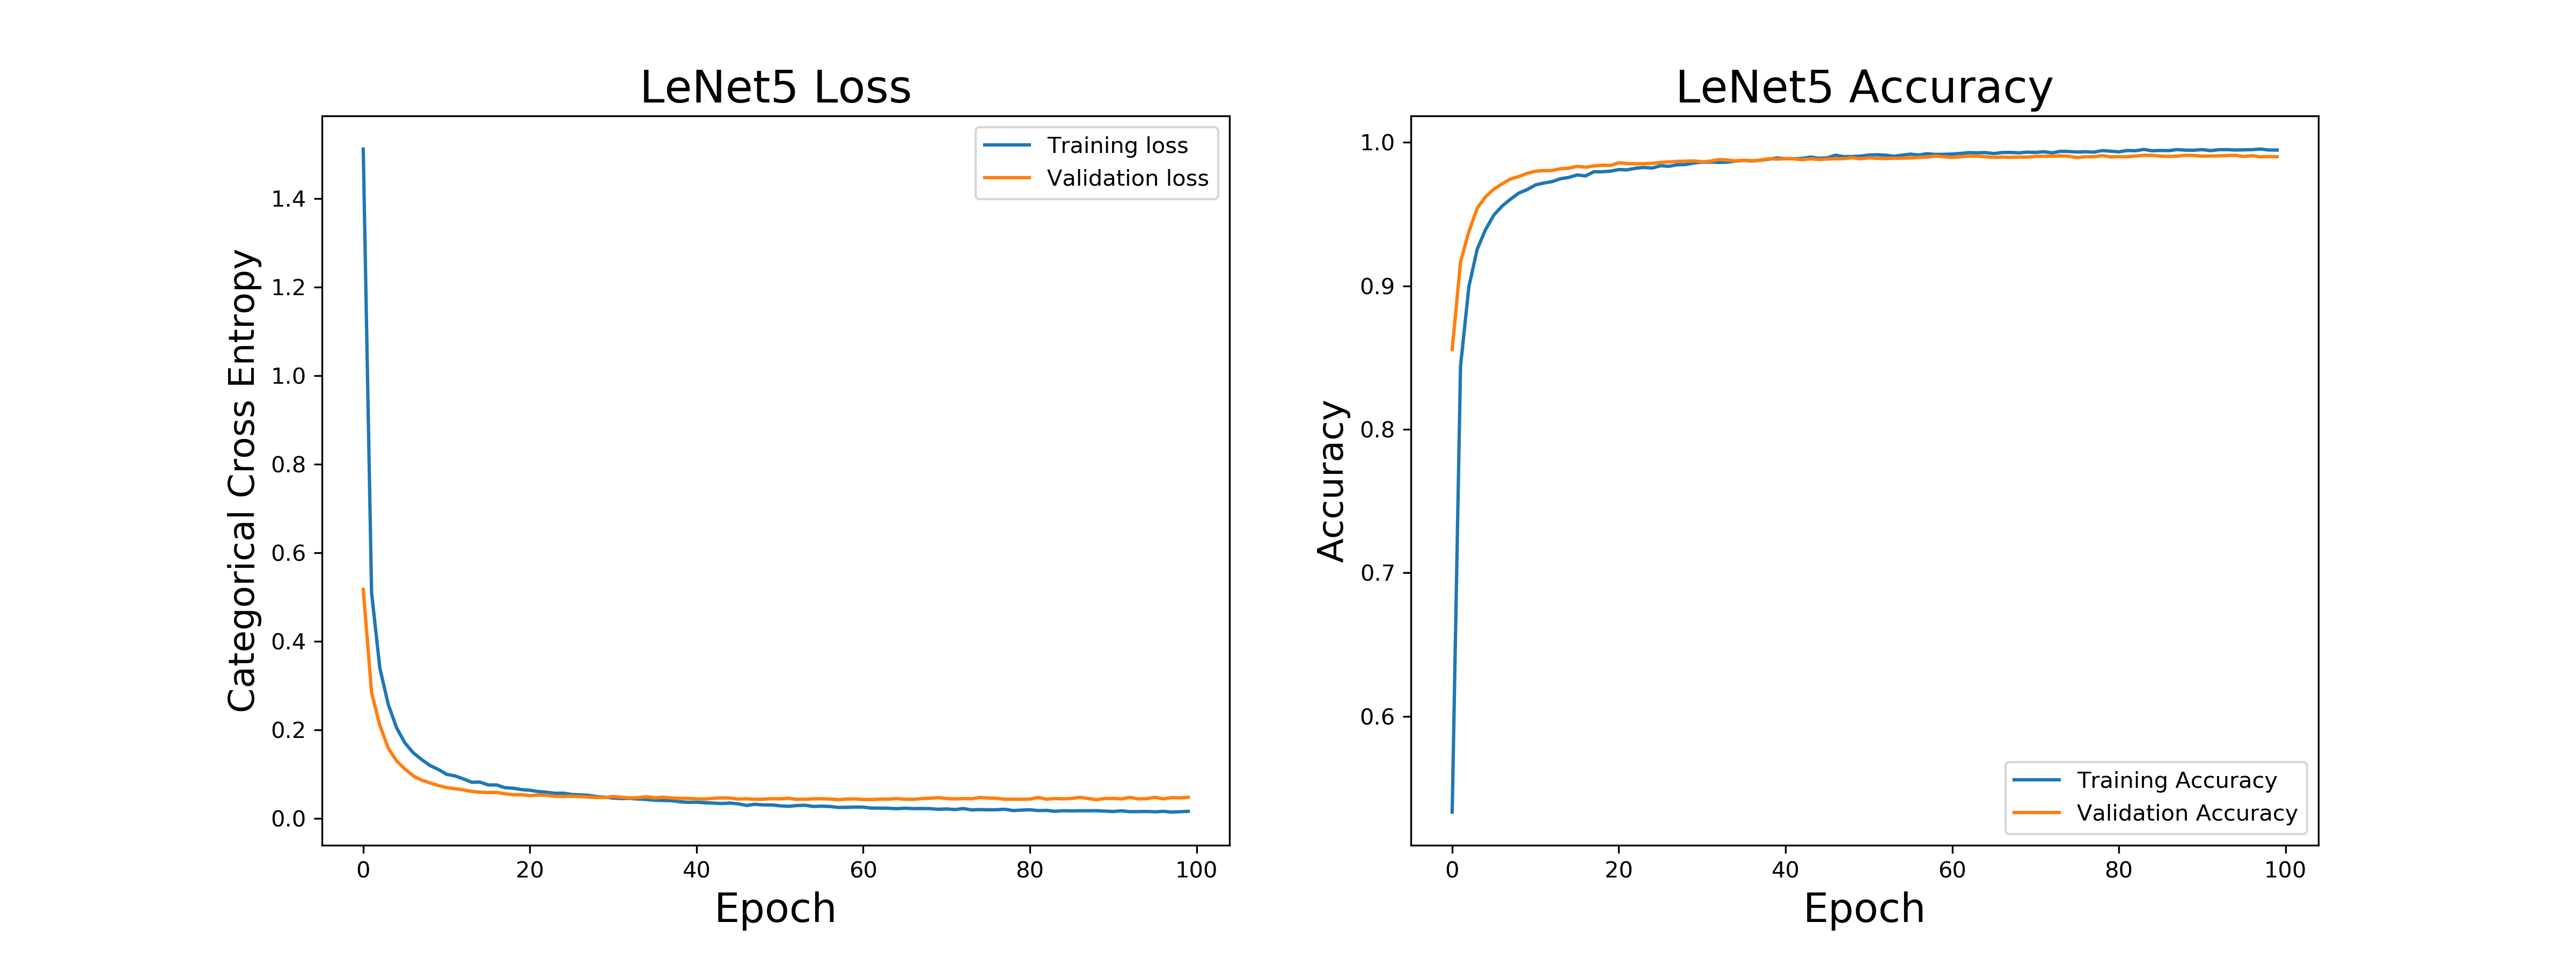 LeNet5 Loss
Training loss
Validation loss
1.4
1.2
1.0
0.8
0.6
0.4
0.2
0.0
Categorical Cross Entropy
0 20 40 60 80 100
Epoch
LeNet5 Accuracy
1.0
0.9
0.8
0.7
0.6
Accuracy
Training Accuracy
Validation Accuracy
0 20 40 60 80 100
Epoch